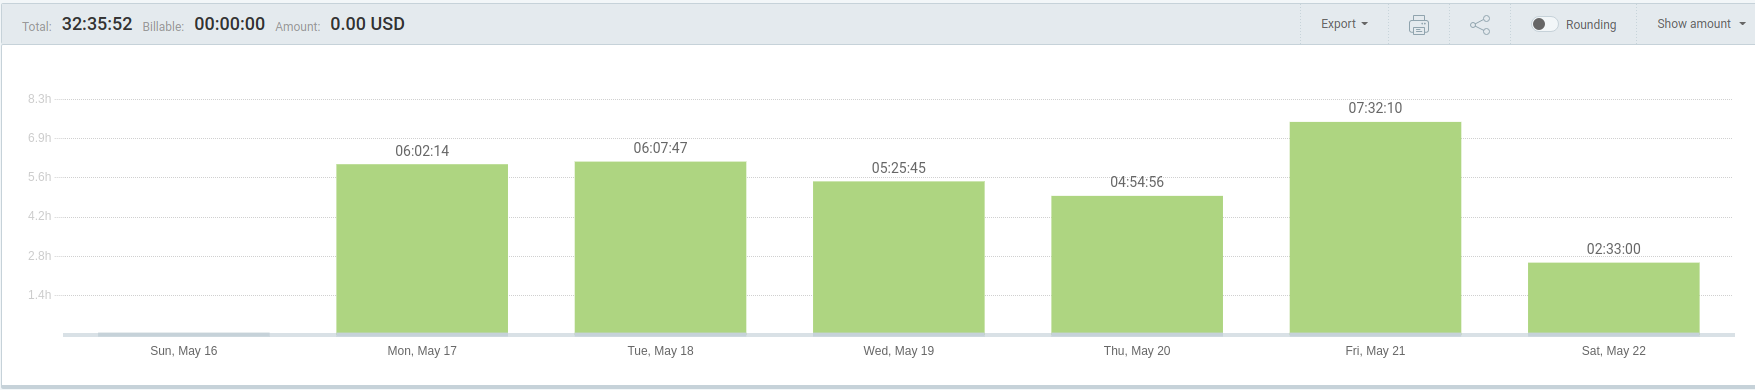 Total: 32:35:52 Billable: 00:00:00 Amount: 0.00 USD Export Rounding Show amount
8.3h
07:32:10
6.9h
06:02:14 06:07:47
5.6h
05:25:45 04:54:56
4.2h
2.8h
02:33:00
1.4h
Sun, May 16 Mon, May 17 Tue, May 18 Wed, May 19 Thu, May 20 Fri, May 21 Sat, May 22